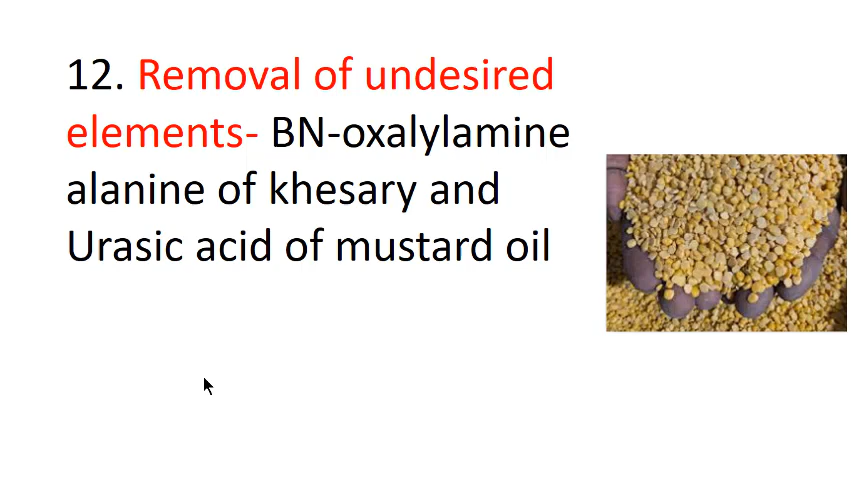 12. Removal of undesired
elements- BN-oxalylamine
alanine of khesary and
Urasic acid of mustard oil